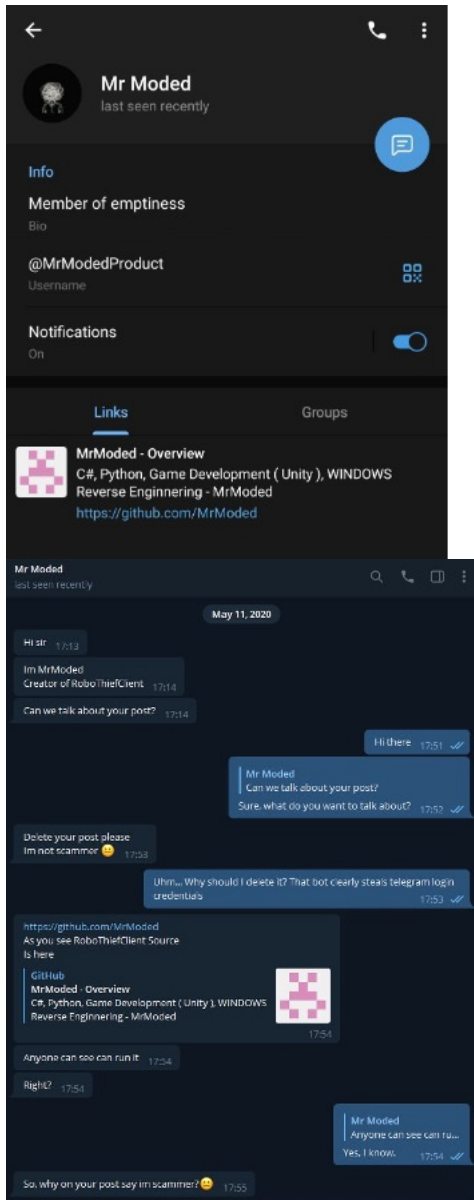 Mr Moded
last seen recently
Info
Member of emptiness
Bio
@MrModedProduct
Username
Notifications
On
Links
Groups
MrModed - Overview
C#, Python, Game Development ( Unity ), WINDOWS
Reverse Enginnering - MrModed
https://github.com/MrModed
Mr Moded
last seen recently
May 11, 2020
Hi sir 17:13
Im MrModed
Creator of RoboThiefClient 17:14
Can we talk about your post? 17:14
Hi there 17:51
Mr Moded
Can we talk about your post?
Sure, what do you want to talk about? 17:52
Delete your post please
Im not scammer 😐 17:53
Uhm... Why should I delete it? That bot clearly steals telegram login
credentials
17:53
https://github.com/MrModed
As you see RoboThiefClient Source
Is here
GitHub
MrModed - Overview
C#, Python, Game Development ( Unity ), WINDOWS
Reverse Enginnering - MrModed
17:54
Anyone can see can run it 17:54
Right? 17:54
Mr Moded
Anyone can see can ru...
Yes, I know. 17:54
So, why on your post say im scammer?😐 17:55